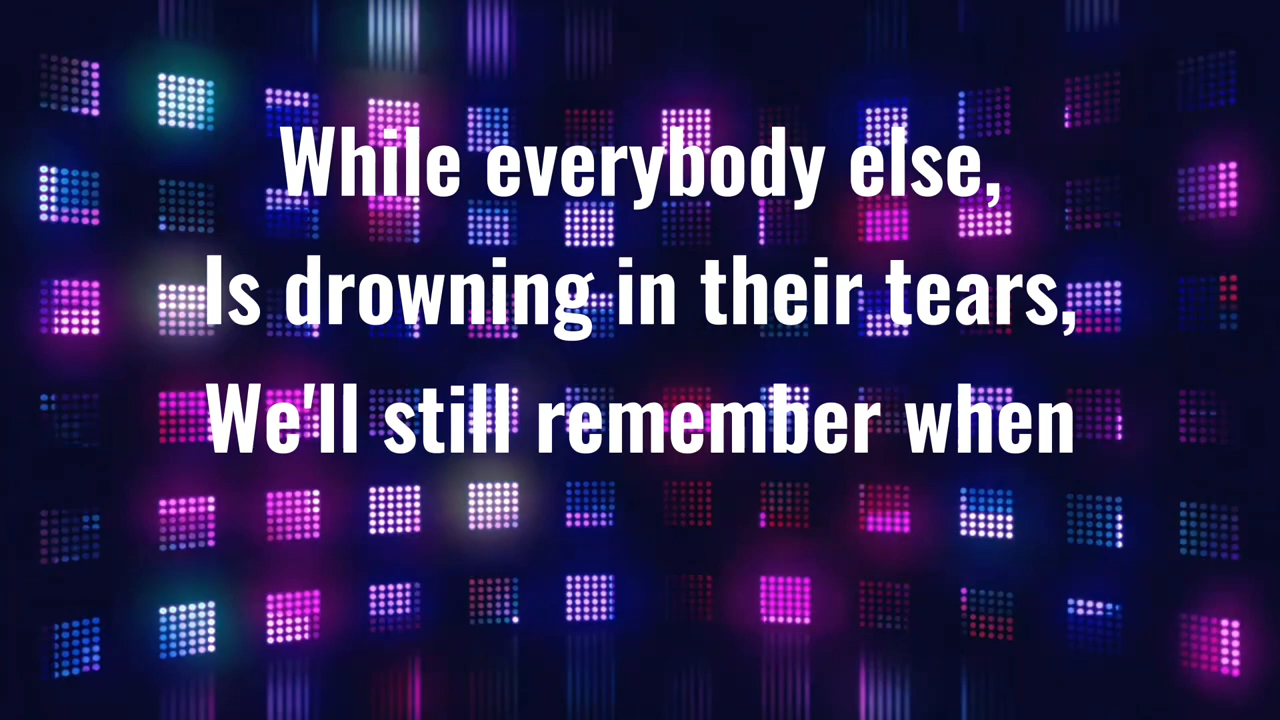 While everybody else,
Is drowning in their tears,
We'll still remember when